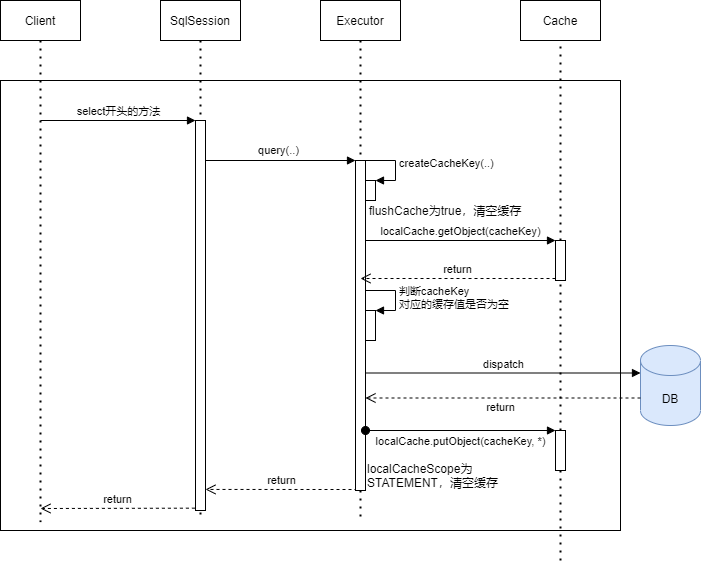 Client
SqlSession
Executor
Cache
select开头的方法
query(..)
createCacheKey(..)
flushCache为true，清空缓存
localCache.getObject(cacheKey)
return
判断cacheKey
对应的缓存值是否为空
dispatch
DB
return
localCache.putObject(cacheKey, *)
localCacheScope为
STATEMENT，清空缓存
return
return